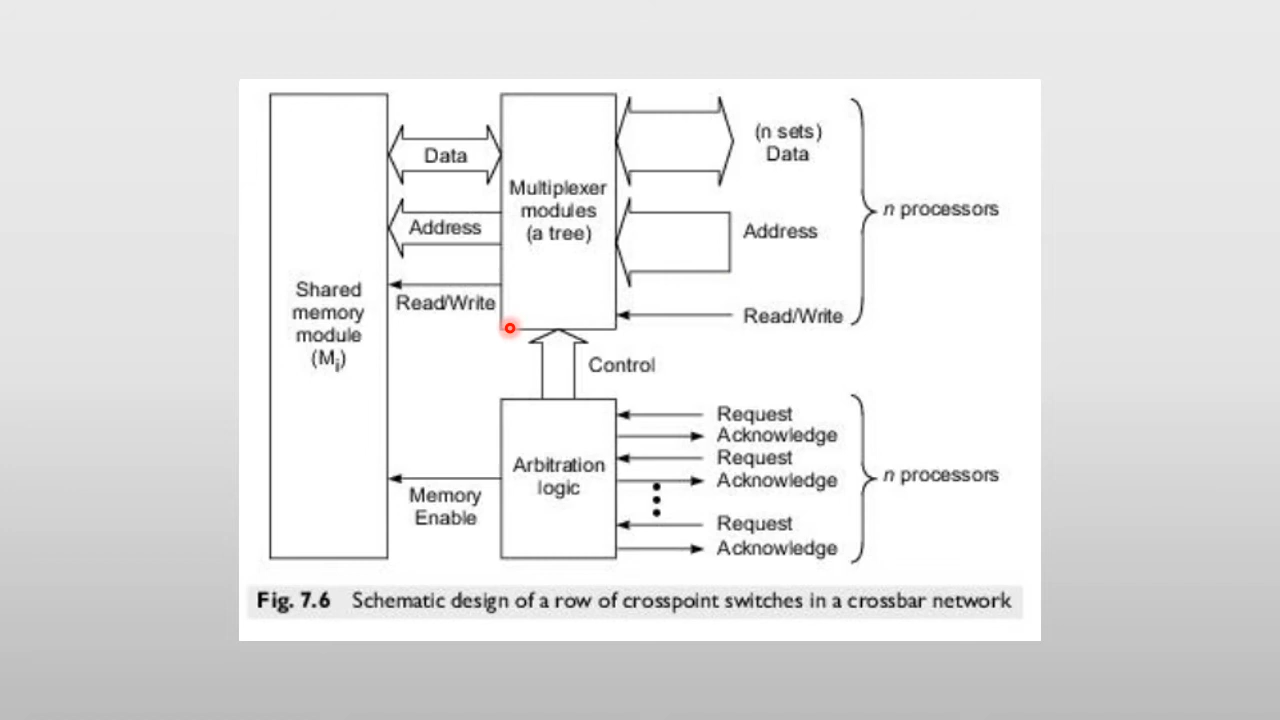 Shared
memory
module
(Mi)
Data
Address
Read/Write
Memory
Enable
Multiplexer
modules
(a tree)
Control
Arbitration
logic
(n sets)
Data
Address
Read/Write
n processors
Request
Acknowledge
Request
Acknowledge
Request
Acknowledge
n processors
Fig. 7.6 Schematic design of a row of crosspoint switches in a crossbar network